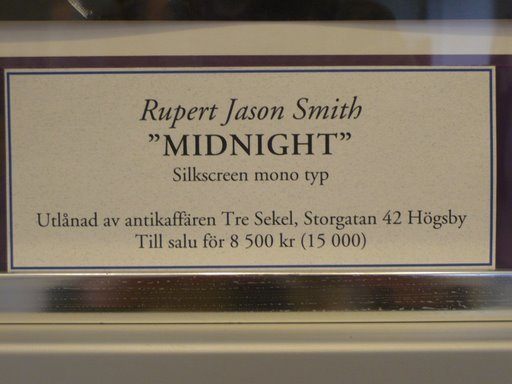 Rupert Jason Smith
”MIDNIGHT”
Silkscreen mono typ
Utlånad av antikaffären Tre Sekel, Storgatan 42 Högsby
Till salu för 8 500 kr (15 000)